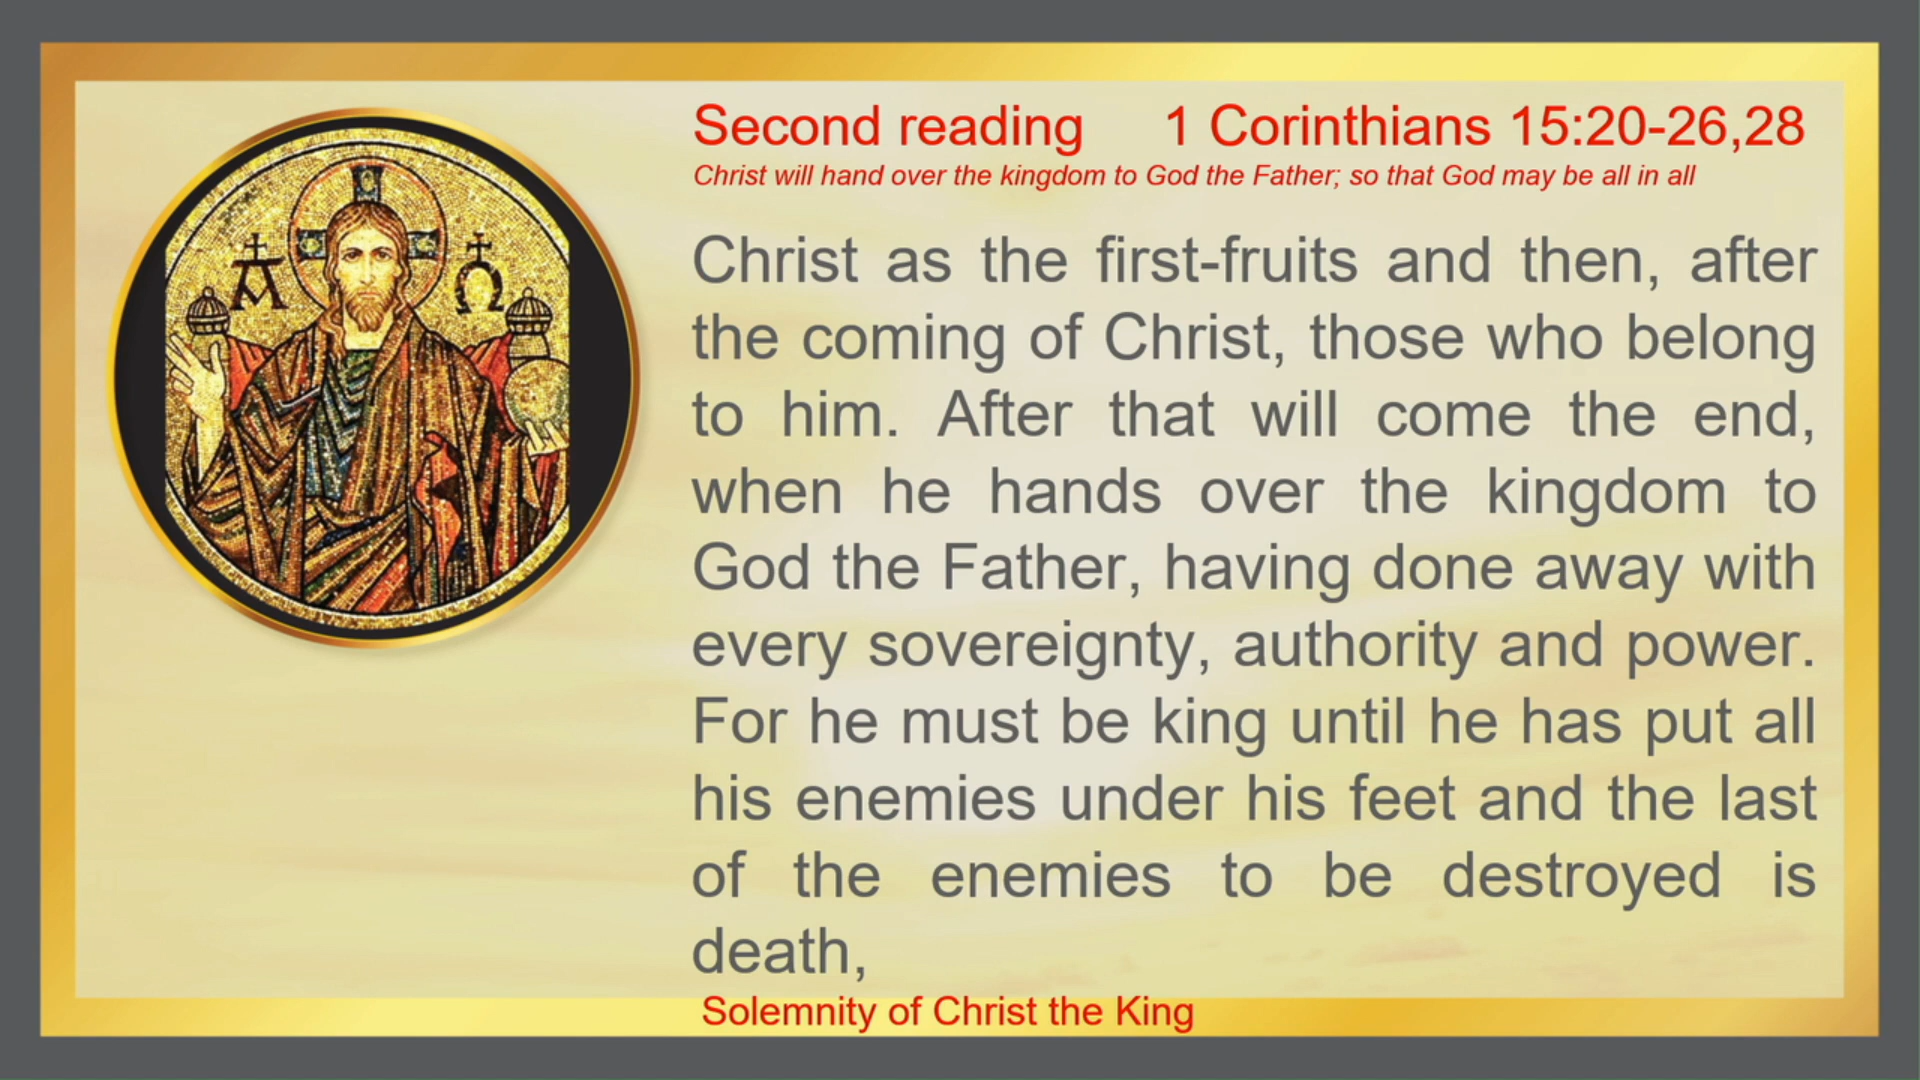 Second reading 1 Corinthians 15:20-26,28
Christ will hand over the kingdom to God the Father; so that God may be all in all
Christ as the first-fruits and then, after
the coming of Christ, those who belong
to him. After that will come the end,
when he hands over the kingdom to
God the Father, having done away with
every sovereignty, authority and power.
For he must be king until he has put all
his enemies under his feet and the last
of the enemies to be destroyed is
death,
Solemnity of Christ the King
Α Ω